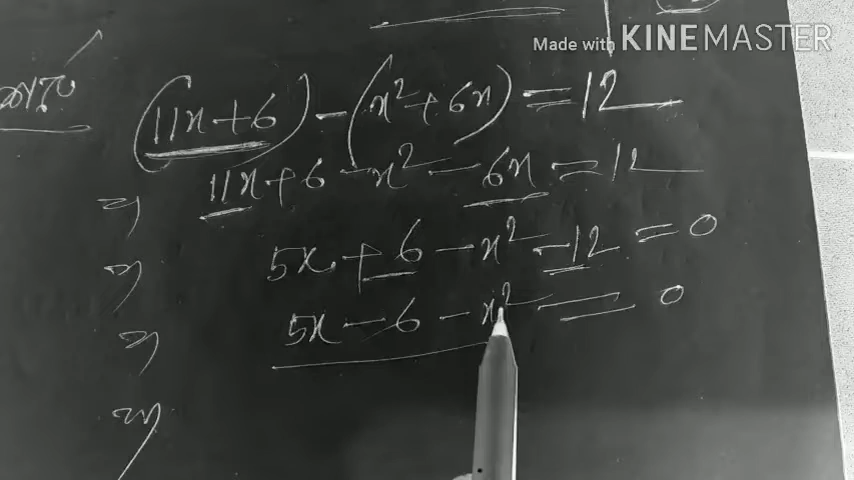 Made with KINEMASTER
(11x+6) - (x²+6x) = 12
⇒ 11x+6 - x² - 6x = 12
⇒ 5x+6 - x² - 12 = 0
⇒ 5x - 6 - x² = 0
⇒